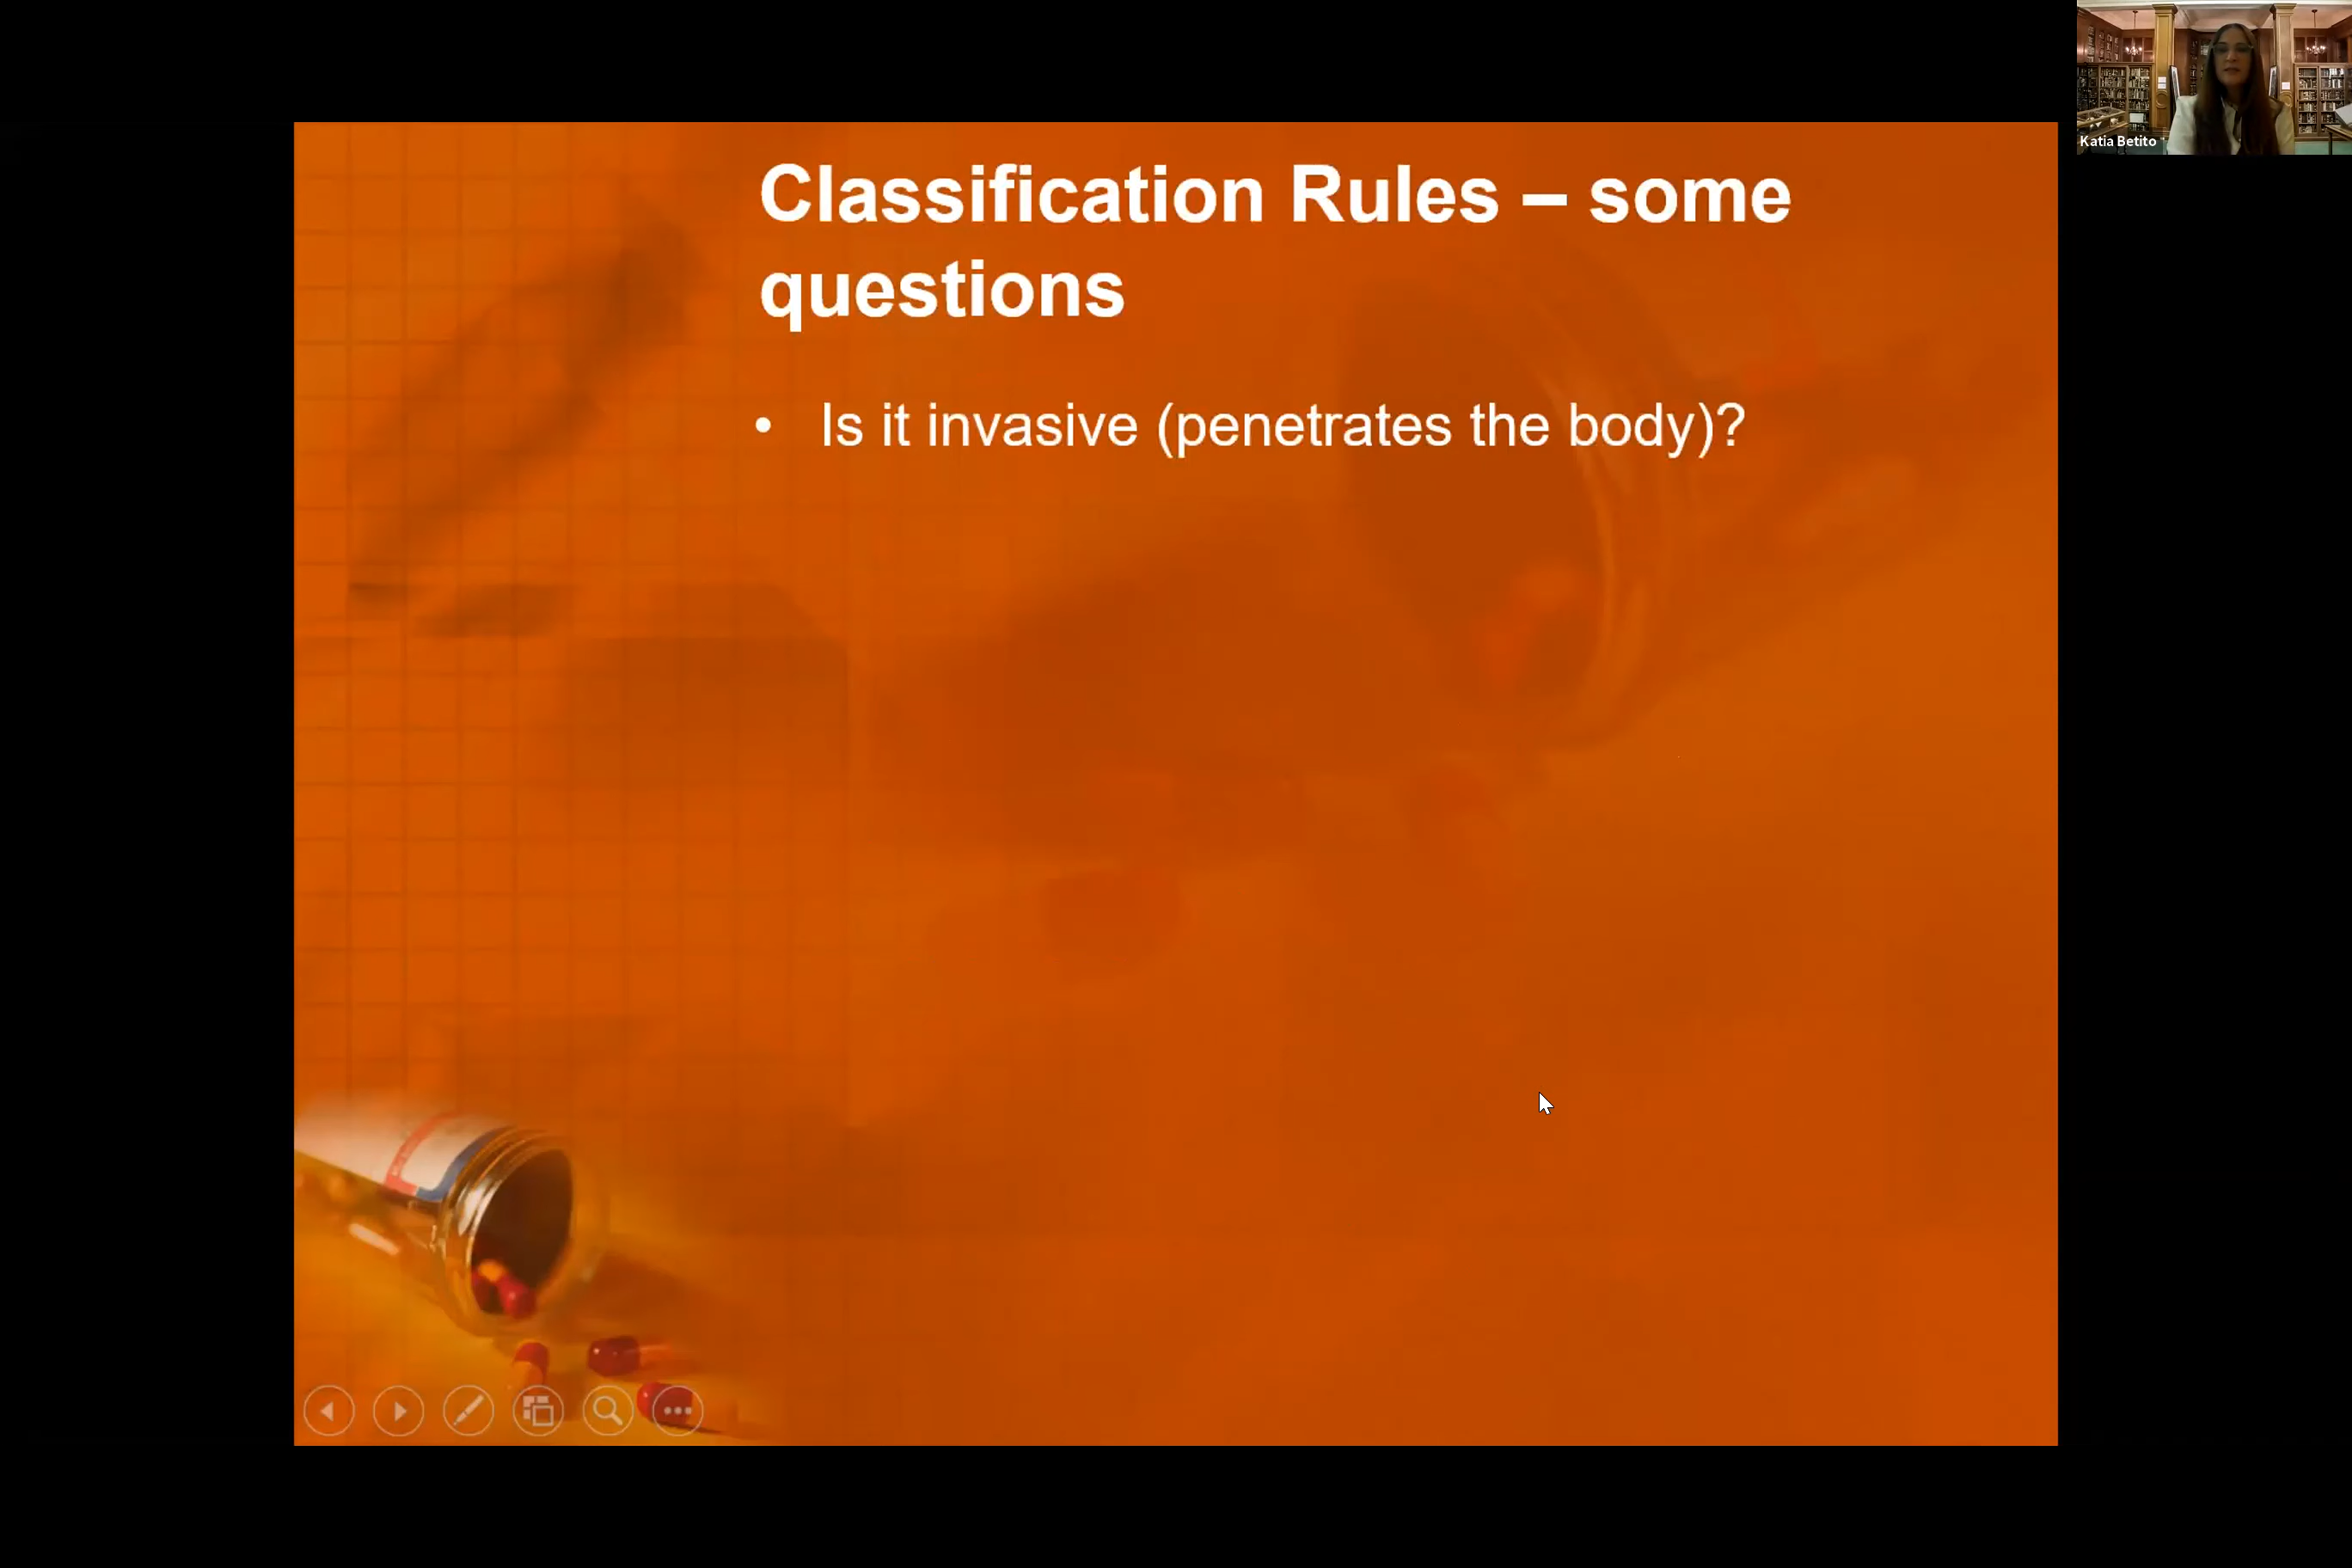 Classification Rules – some
questions
• Is it invasive (penetrates the body)?
Katia Betito